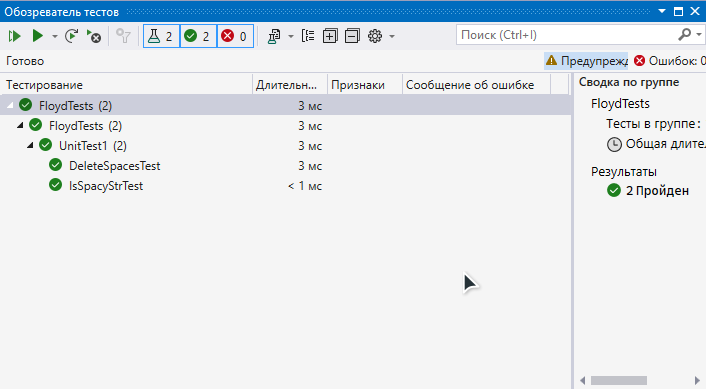 Обозреватель тестов
2 2 0
Поиск (Ctrl+I)
Готово
Предупрежд Ошибок: 0
Тестирование Длительн... Признаки Сообщение об ошибке
FloydTests (2) 3 мс
FloydTests (2) 3 мс
UnitTest1 (2) 3 мс
DeleteSpacesTest 3 мс
IsSpacyStrTest < 1 мс
Сводка по группе
FloydTests
Тесты в группе:
Общая длите
Результаты
2 Пройден